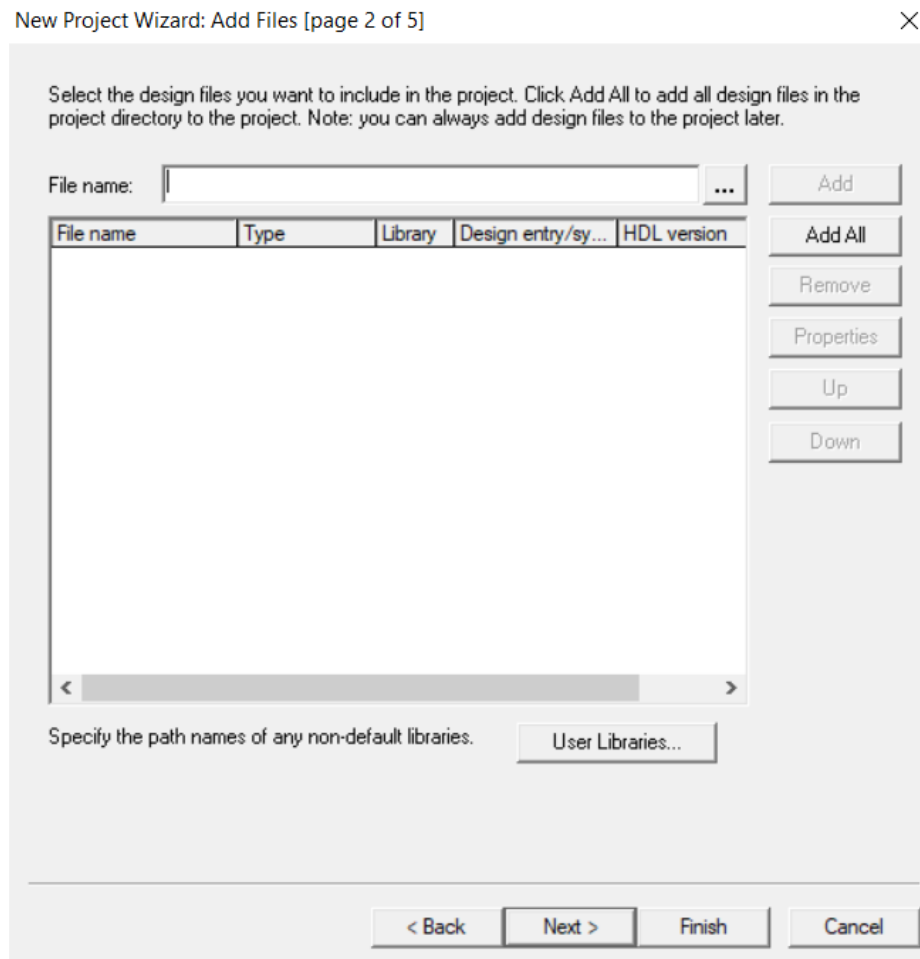 New Project Wizard: Add Files [page 2 of 5]
Select the design files you want to include in the project. Click Add All to add all design files in the
project directory to the project. Note: you can always add design files to the project later.
File name: ... Add
File name Type Library Design entry/sy... HDL version Add All
Remove
Properties
Up
Down
Specify the path names of any non-default libraries. User Libraries...
< Back Next > Finish Cancel